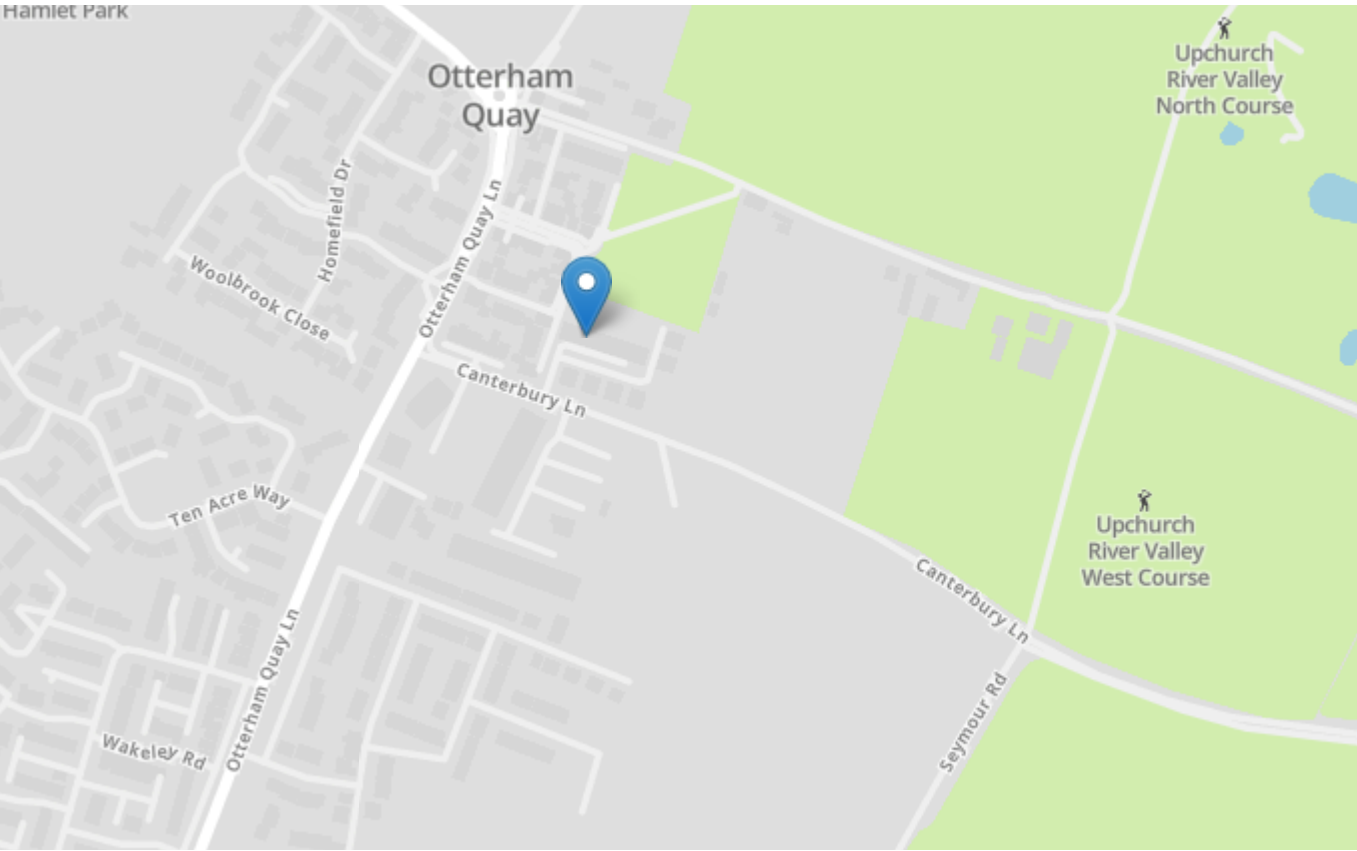 Hamlet Park
Upchurch
River Valley
North Course
Otterham
Quay
Homefield Dr
Otterham Quay Ln
Woolbrook Close
Canterbury Ln
Ten Acre Way
Upchurch
River Valley
West Course
Canterbury Ln
Otterham Quay Ln
Seymour Rd
Wakeley Rd